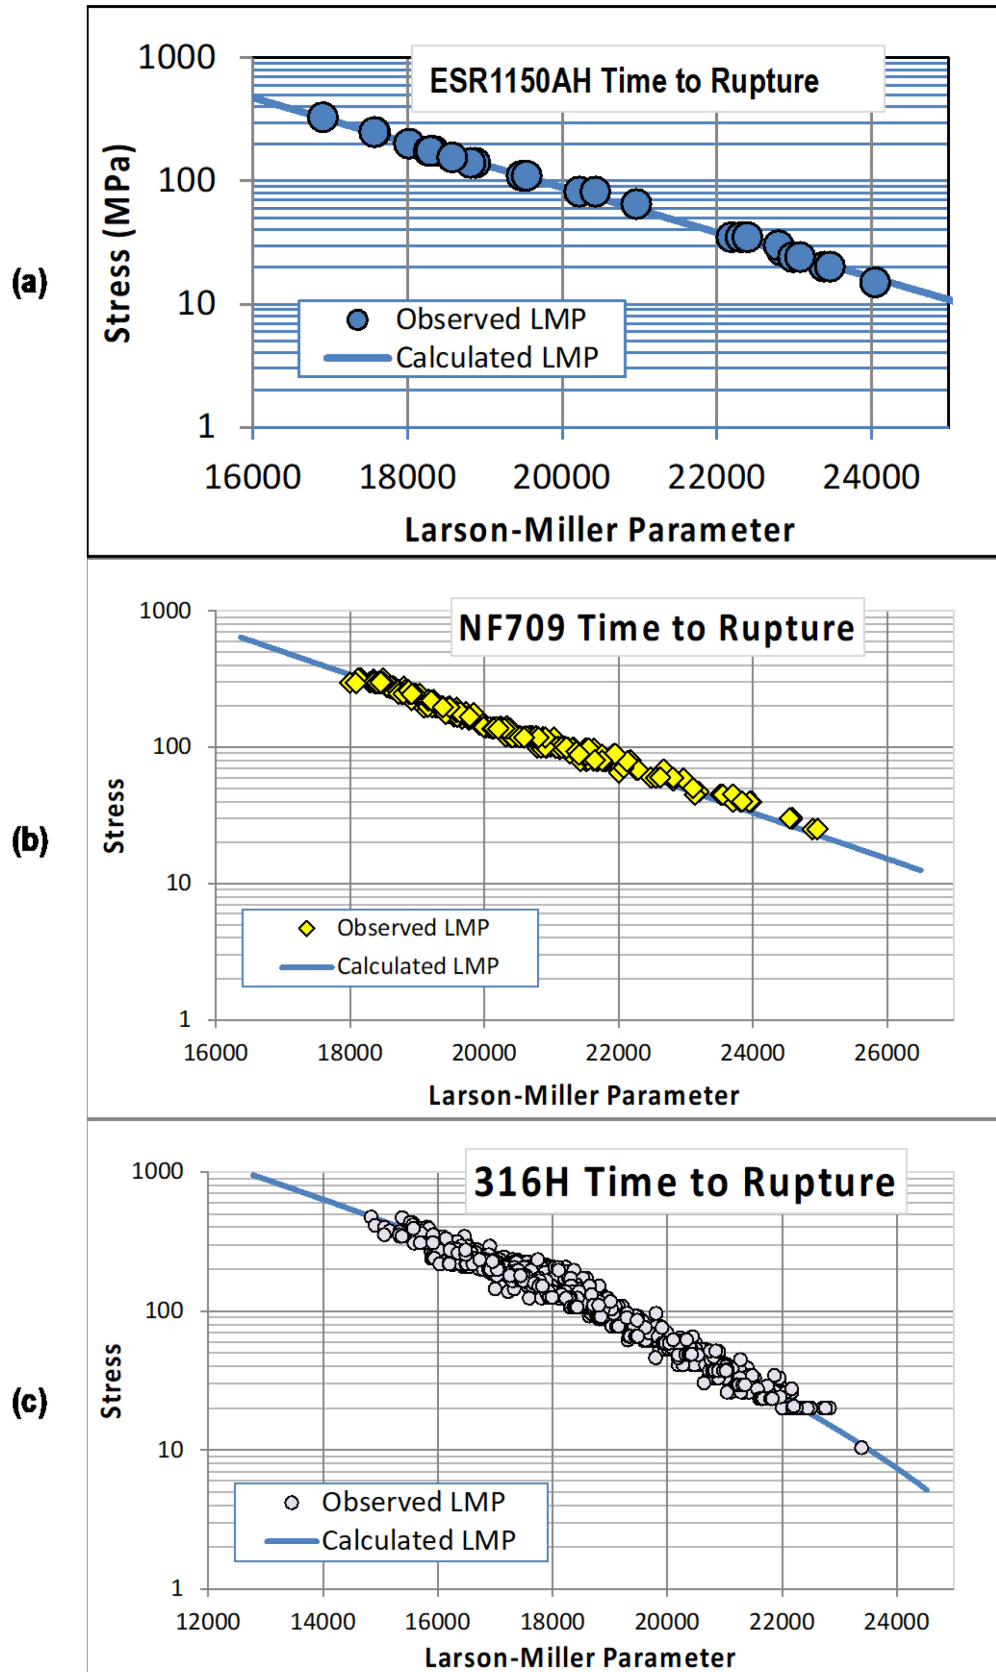 (a)
ESR1150AH Time to Rupture
Stress (MPa)
1000
100
10
1
Observed LMP
Calculated LMP
16000 18000 20000 22000 24000
Larson-Miller Parameter
(b)
NF709 Time to Rupture
Stress
1000
100
10
1
Observed LMP
Calculated LMP
16000 18000 20000 22000 24000 26000
Larson-Miller Parameter
(c)
316H Time to Rupture
Stress
1000
100
10
1
Observed LMP
Calculated LMP
12000 14000 16000 18000 20000 22000 24000
Larson-Miller Parameter